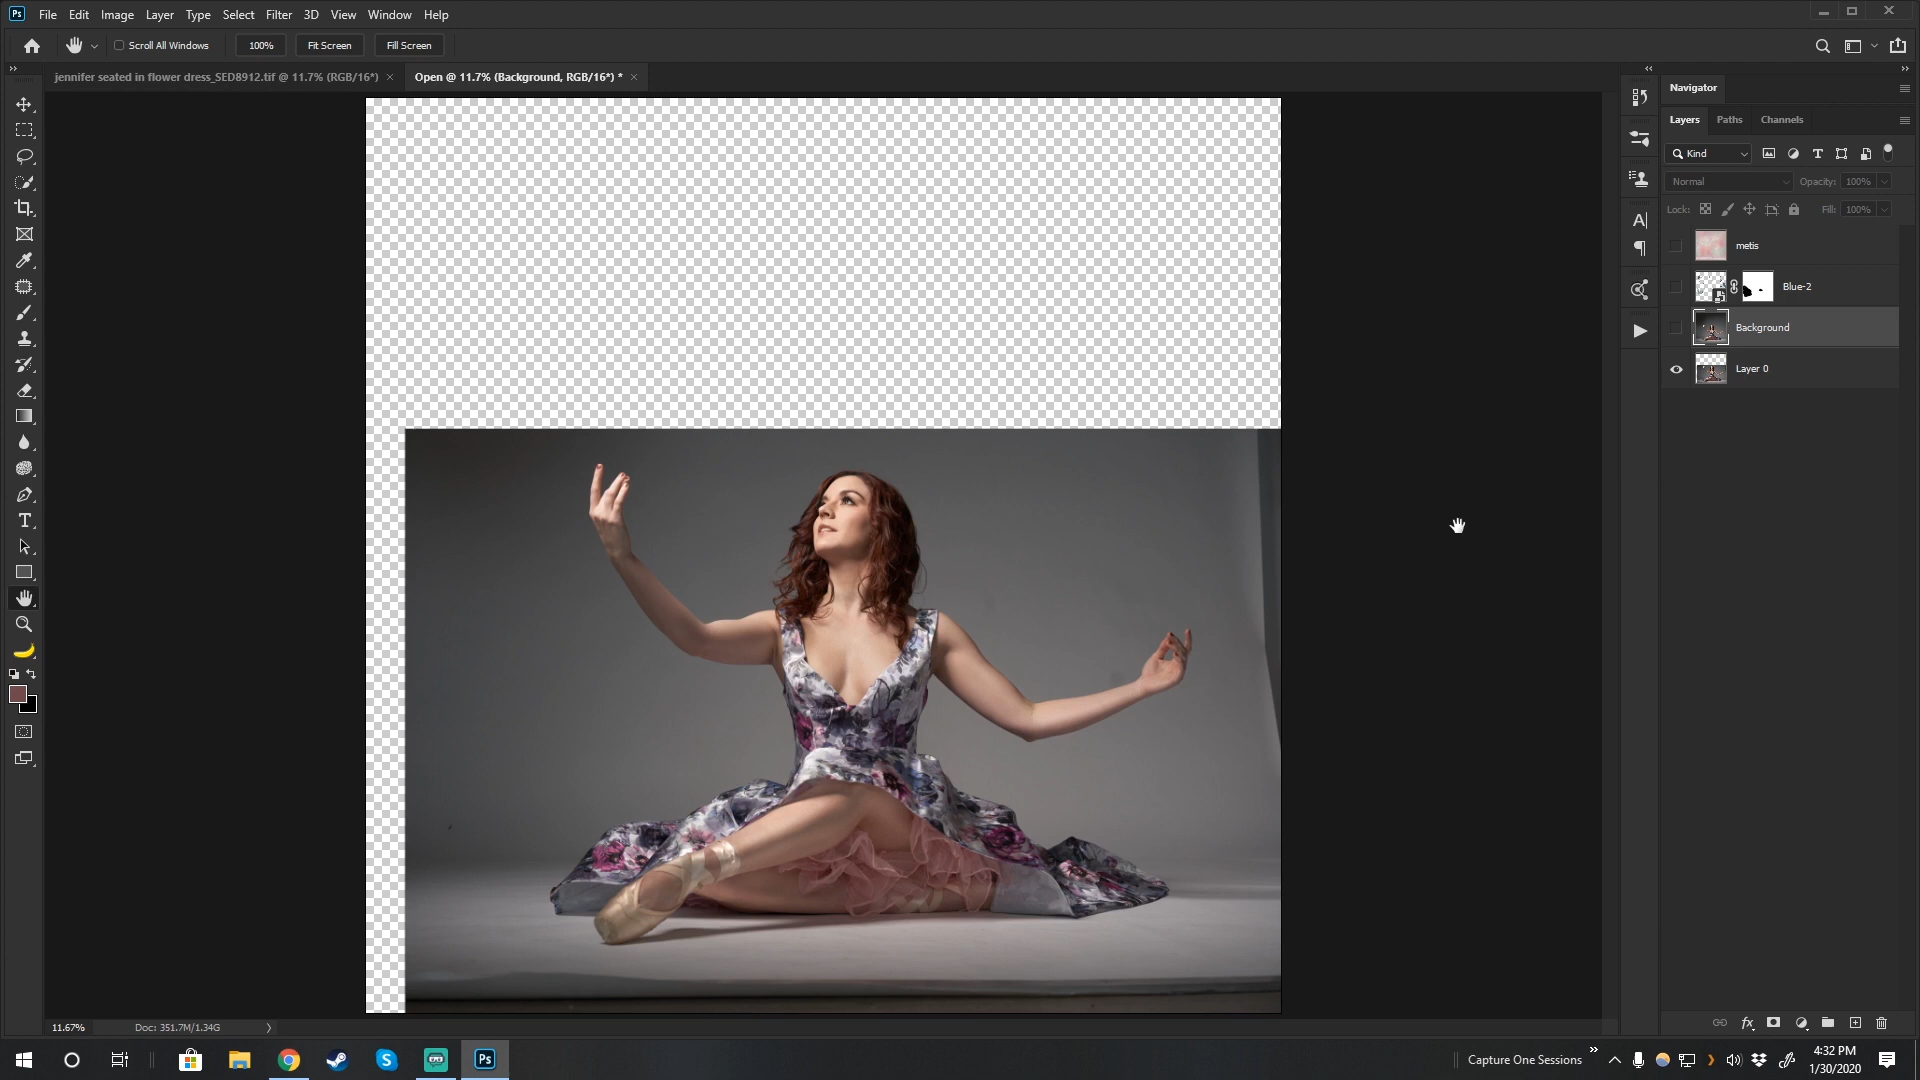 Ps File Edit Image Layer Type Select Filter 3D View Window Help
Scroll All Windows 100% Fit Screen Fill Screen
jennifer seated in flower dress_SED8912.tif @ 11.7% (RGB/16*) × Open @ 11.7% (Background, RGB/16*) * ×
Navigator
Layers Paths Channels
Kind
Normal Opacity: 100%
Lock: Fill: 100%
metis
Blue-2
Background
Layer 0
11.67% Doc: 351.7M/1.34G
Capture One Sessions
4:32 PM
1/30/2020